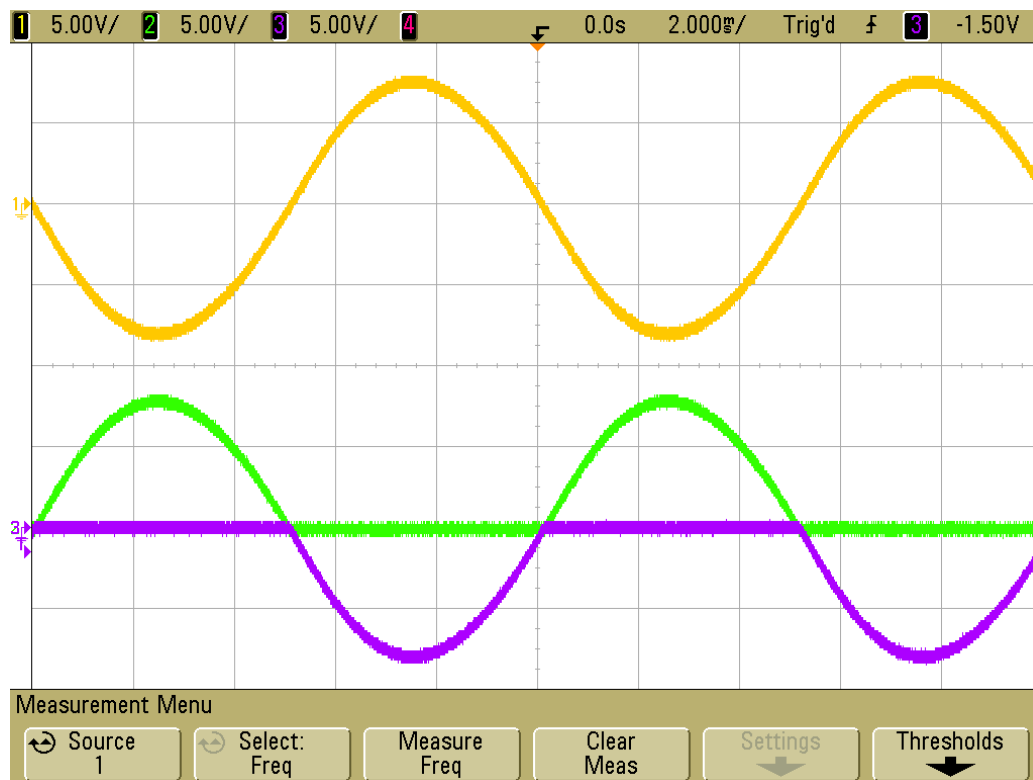 1 5.00V/ 2 5.00V/ 3 5.00V/ 4 0.0s 2.000ms/ Trig'd 3 -1.50V
1
3
T
Measurement Menu
Source Select: Measure Clear Settings Thresholds
1 Freq Freq Meas